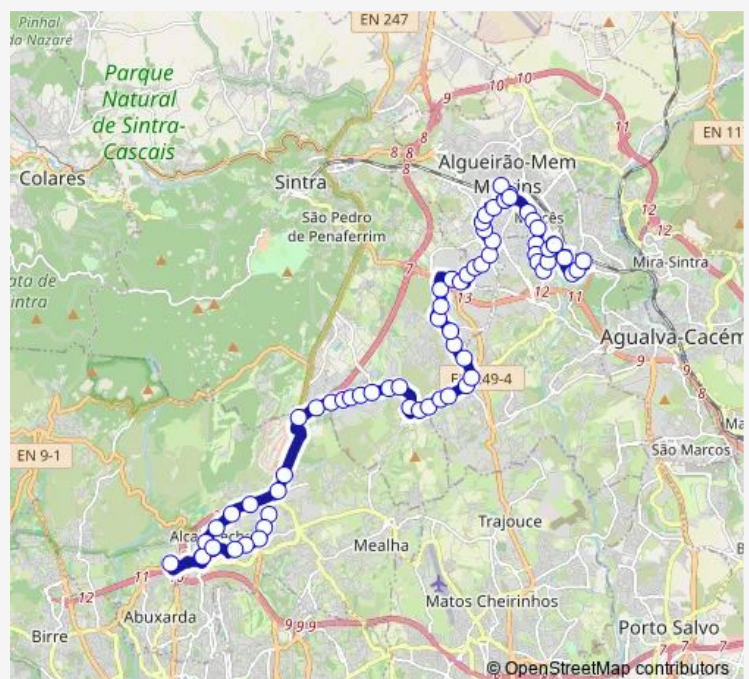 Pinhal
da Nazaré
EN 247
Parque
Natural
de Sintra-
Cascais
10
10
9
11
EN 11
8
8 8
8
Algueirão-Mem
Colares
Sintra
12
12
São Pedro
de Penaferrim
Mira-Sintra
7
13
12
11
Agualva-Cacém
9
9
8
São Marcos
EN 9-1
Trajouce
Mealha
11
12
Matos Cheirinhos
Abuxarda
9 9 9
Birre
Porto Salvo
7
7
© OpenStreetMap contributors